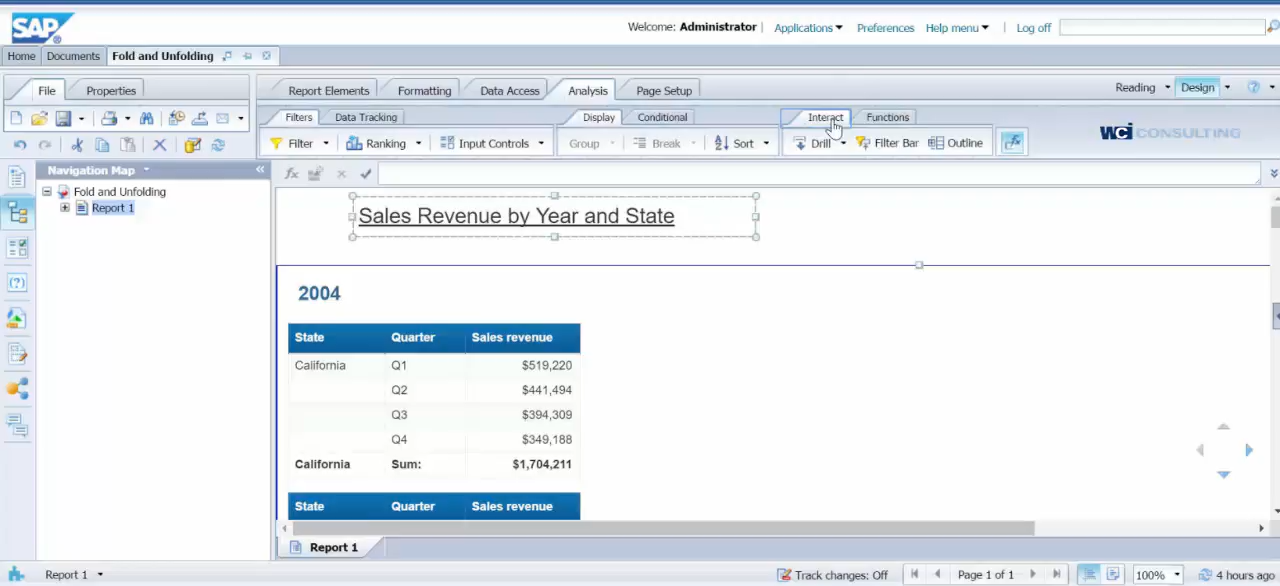 SAP
Welcome: Administrator | Applications Preferences Help menu | Log off
Home Documents Fold and Unfolding
File Properties
Report Elements Formatting Access Analysis Page Setup
Reading Design
Filters Data Tracking Display Conditional Interact Functions
Filter Ranking Input Controls Group Break Sort Drill Filter Bar Outline
WCI CONSULTING
Navigation Map
Fold and Unfolding
Report 1
fx
Sales Revenue by Year and State
2004
State Quarter Sales revenue
California Q1 $519,220
Q2 $441,494
Q3 $394,309
Q4 $349,188
California Sum: $1,704,211
State Quarter Sales revenue
Report 1
Report 1 Track changes: Off Page 1 of 1 100% 4 hours ago